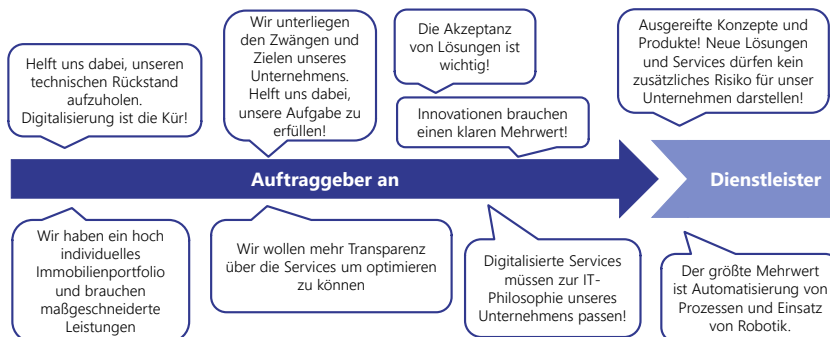 Helft uns dabei, unseren
technischen Rückstand
aufzuholen.
Digitalisierung ist die Kür!
Wir unterliegen
den Zwängen und
Zielen unseres
Unternehmens.
Helft uns dabei,
unsere Aufgabe zu
erfüllen!
Die Akzeptanz
von Lösungen ist
wichtig!
Innovationen brauchen
einen klaren Mehrwert!
Ausgereifte Konzepte und
Produkte! Neue Lösungen
und Services dürfen kein
zusätzliches Risiko für unser
Unternehmen darstellen!
Auftraggeber an
Dienstleister
Wir haben ein hoch
individuelles
Immobilienportfolio
und brauchen
maßgeschneiderte
Leistungen
Wir wollen mehr Transparenz
über die Services um optimieren
zu können
Digitalisierte Services
müssen zur IT-
Philosophie unseres
Unternehmens passen!
Der größte Mehrwert
ist Automatisierung von
Prozessen und Einsatz
von Robotik.